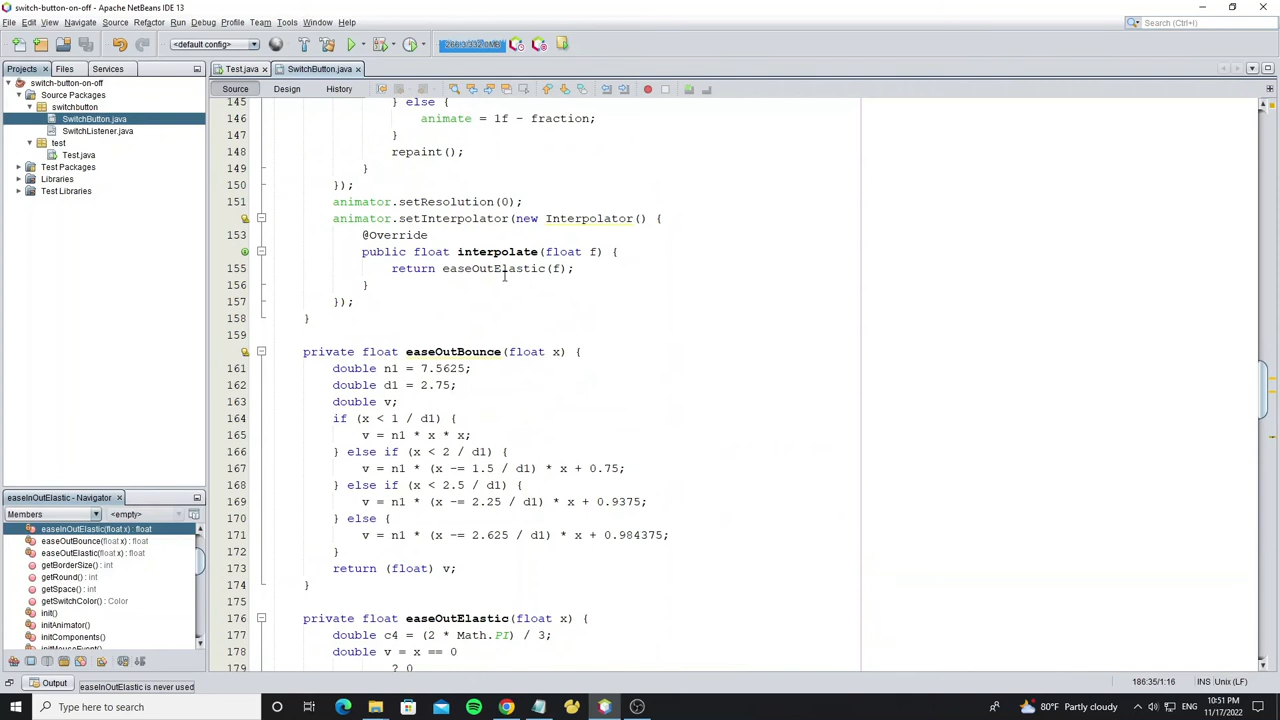 switch-button-on-off - Apache NetBeans IDE 13
File Edit View Navigate Source Refactor Run Debug Profile Team Tools Window Help
Search (Ctrl+I)
<default config>
Projects Files Services
Test.java SwitchButton.java
Source Design History
switch-button-on-off
Source Packages
switchbutton
SwitchButton.java
SwitchListener.java
test
Test.java
Test Packages
Libraries
Test Libraries
145 } else {
146 animate = 1f - fraction;
147 }
148 repaint();
149 }
150 });
151 animator.setResolution(0);
animator.setInterpolator(new Interpolator() {
153 @Override
public float interpolate(float f) {
155 return easeOutElastic(f);
156 }
157 });
158 }
159
private float easeOutBounce(float x) {
161 double n1 = 7.5625;
162 double d1 = 2.75;
163 double v;
164 if (x < 1 / d1) {
165 v = n1 * x * x;
166 } else if (x < 2 / d1) {
167 v = n1 * (x -= 1.5 / d1) * x + 0.75;
168 } else if (x < 2.5 / d1) {
169 v = n1 * (x -= 2.25 / d1) * x + 0.9375;
170 } else {
171 v = n1 * (x -= 2.625 / d1) * x + 0.984375;
172 }
173 return (float) v;
174 }
175
176 private float easeOutElastic(float x) {
177 double c4 = (2 * Math.PI) / 3;
178 double v = x == 0
179 ? 0
easeInOutElastic - Navigator
Members <empty>
easeInOutElastic(float x) : float
easeOutBounce(float x) : float
easeOutElastic(float x) : float
getBorderSize() : int
getRound() : int
getSpace() : int
getSwitchColor() : Color
init()
initAnimator()
initComponents()
initMouseEvent()
Output easeInOutElastic is never used
186:35/1:16 INS Unix (LF)
Type here to search
80°F Partly cloudy
10:51 PM
11/17/2022